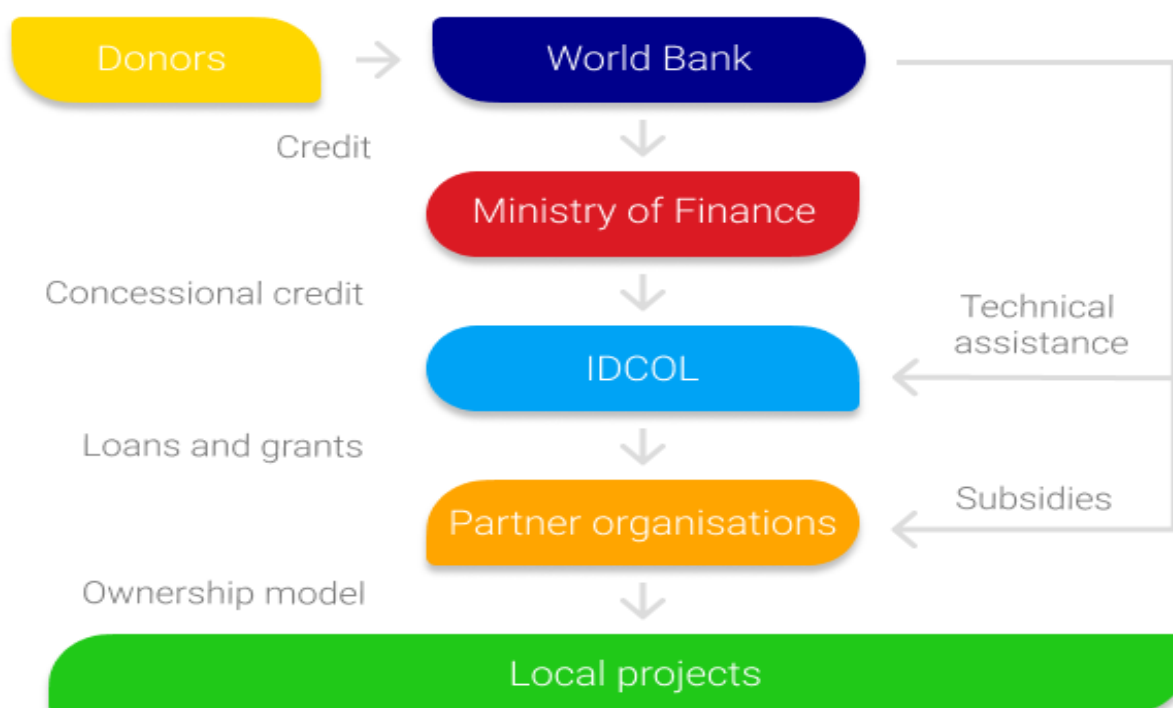 Donors
World Bank
Credit
Ministry of Finance
Concessional credit
Technical
assistance
IDCOL
Loans and grants
Subsidies
Partner organisations
Ownership model
Local projects